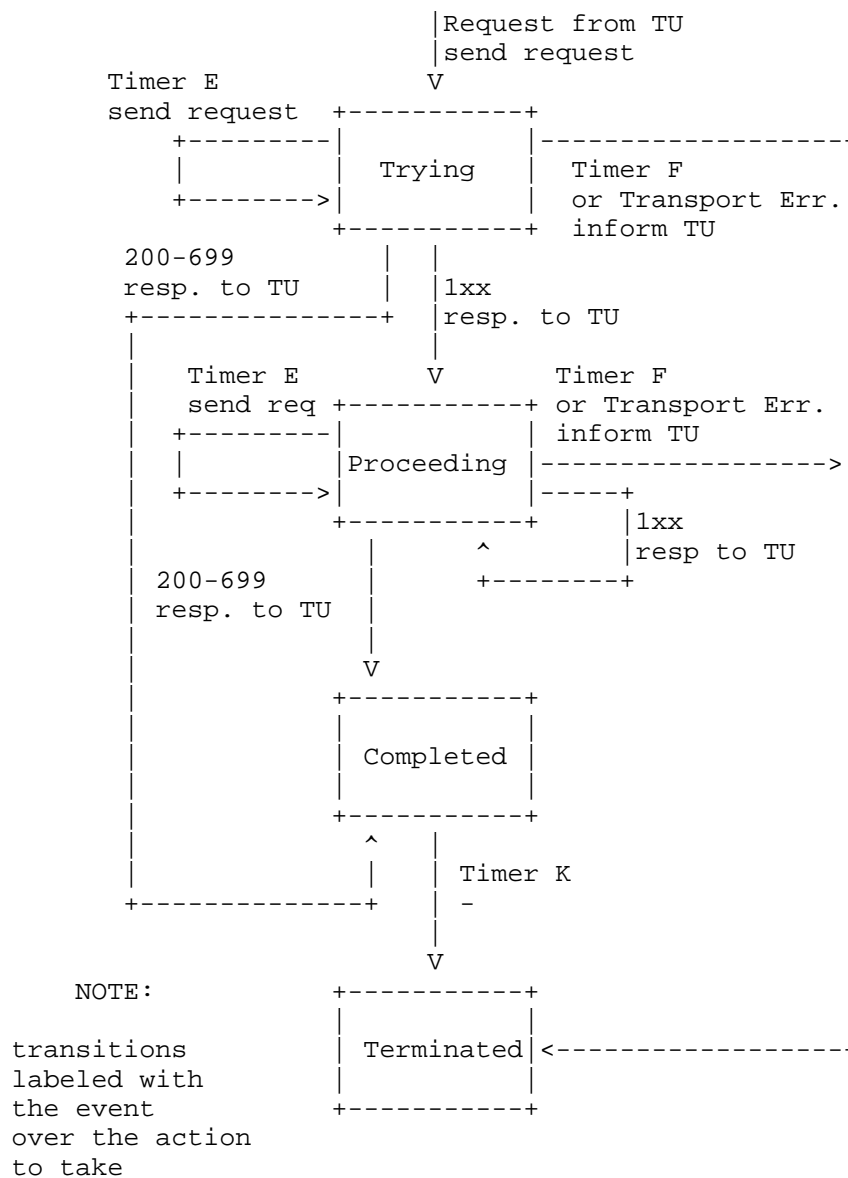 Request from TU
send request
Timer E
send request
Trying
Timer F
or Transport Err.
inform TU
200-699
resp. to TU
1xx
resp. to TU
Timer E
send req
Timer F
or Transport Err.
inform TU
Proceeding
1xx
resp to TU
200-699
resp. to TU
Completed
Timer K
-
NOTE:
transitions
labeled with
the event
over the action
to take
Terminated